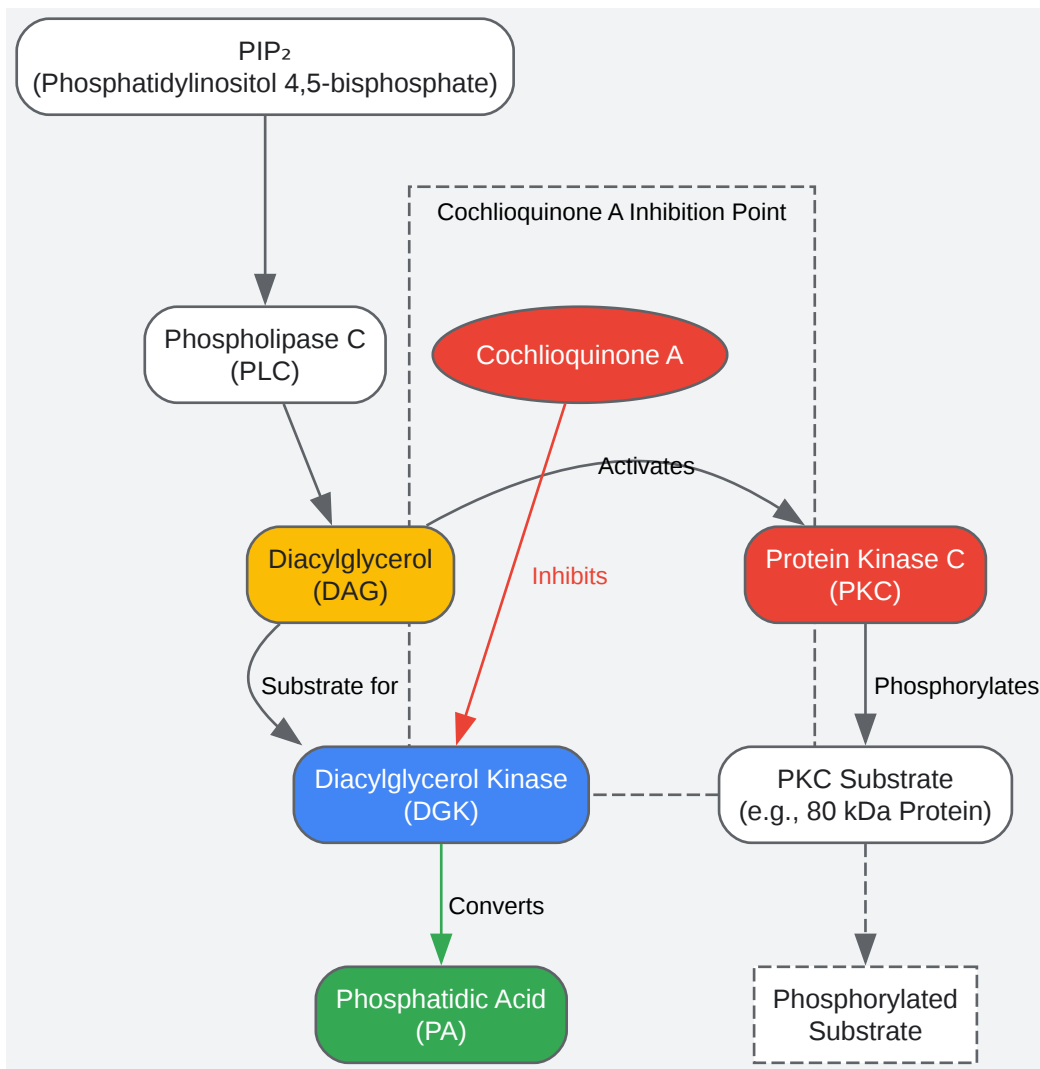 PIP₂
(Phosphatidylinositol 4,5-bisphosphate)
Cochlioquinone A Inhibition Point
Phospholipase C
(PLC)
Cochlioquinone A
Activates
Diacylglycerol
(DAG)
Inhibits
Protein Kinase C
(PKC)
Substrate for
Phosphorylates
Diacylglycerol Kinase
(DGK)
PKC Substrate
(e.g., 80 kDa Protein)
Converts
Phosphatidic Acid
(PA)
Phosphorylated
Substrate